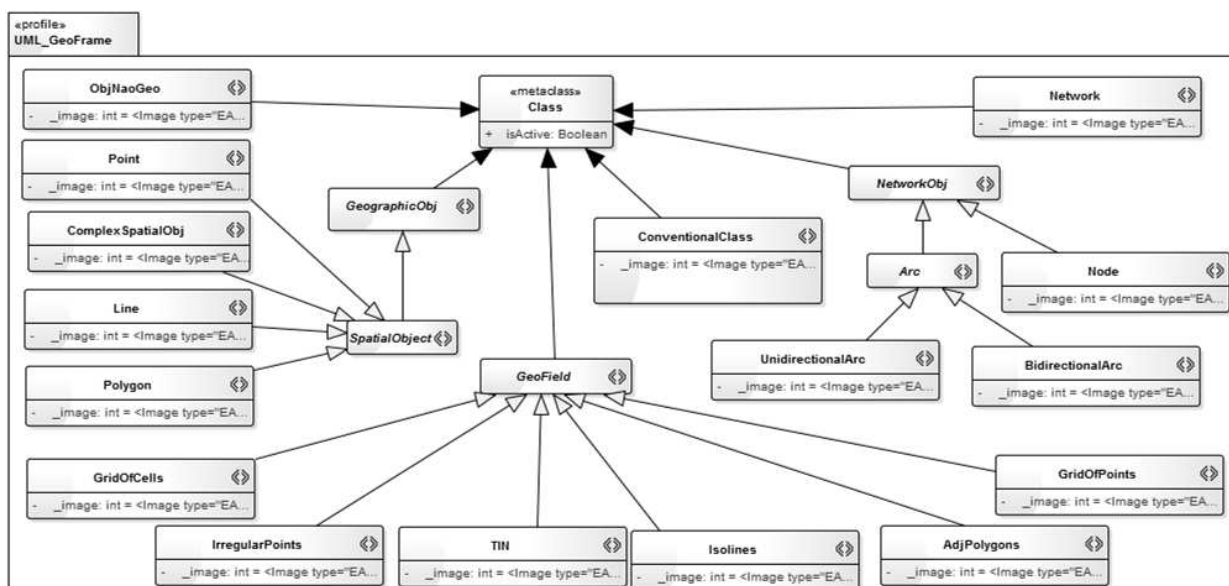 «profile»
UML_GeoFrame
ObjNaoGeo
- _image: int = <Image type="EA...
«metaclass»
Class
+ isActive: Boolean
Network
- _image: int = <Image type="EA...
Point
- _image: int = <Image type="EA...
GeographicObj
NetworkObj
ComplexSpatialObj
- _image: int = <Image type="EA...
ConventionalClass
- _image: int = <Image type="EA...
Arc
Node
- _image: int = <Image type="EA...
Line
- _image: int = <Image type="EA...
SpatialObject
UnidirectionalArc
- _image: int = <Image type="EA...
BidirectionalArc
- _image: int = <Image type="EA...
Polygon
- _image: int = <Image type="EA...
GeoField
GridOfCells
- _image: int = <Image type="EA...
GridOfPoints
- _image: int = <Image type="EA...
IrregularPoints
- _image: int = <Image type="EA...
TIN
- _image: int = <Image type="EA...
Isolines
- _image: int = <Image type="EA...
AdjPolygons
- _image: int = <Image type="EA...